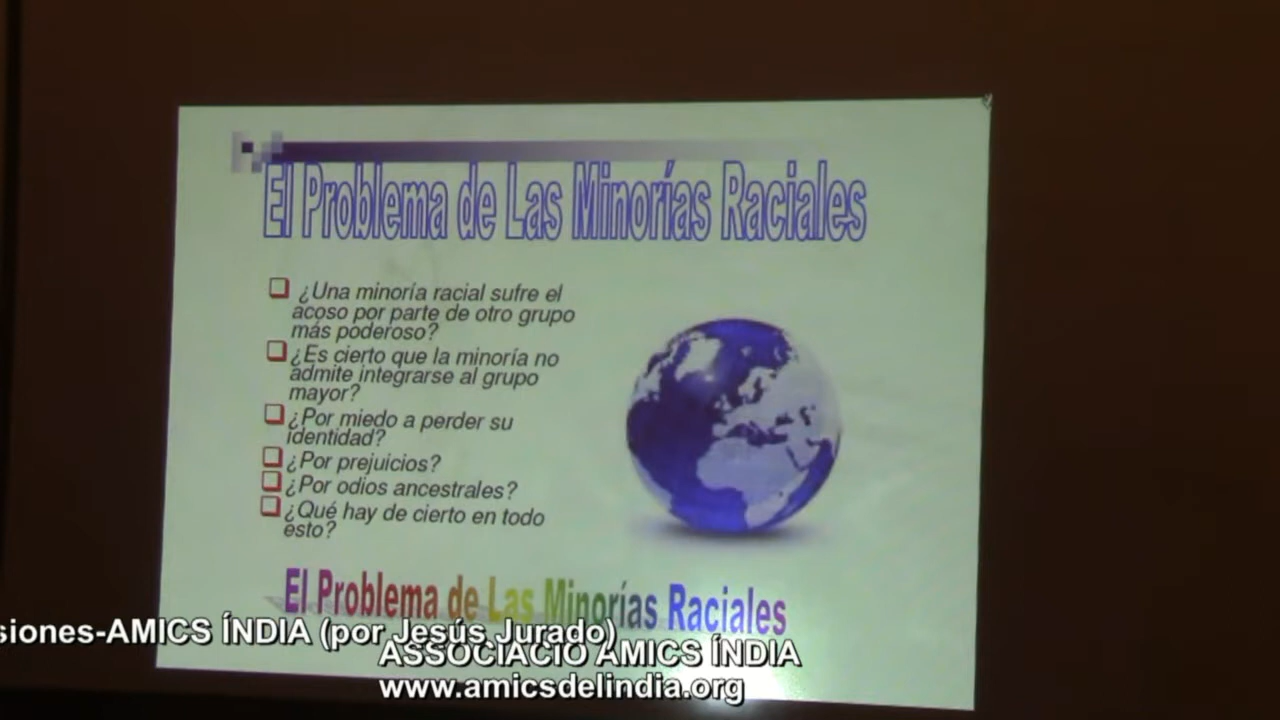 El Problema de Las Minorías Raciales
¿Una minoría racial sufre el
acoso por parte de otro grupo
más poderoso?
¿Es cierto que la minoría no
admite integrarse al grupo
mayor?
¿Por miedo a perder su
identidad?
¿Por prejuicios?
¿Por odios ancestrales?
¿Qué hay de cierto en todo
esto?
El Problema de Las Minorías Raciales
siones-AMICS ÍNDIA (por Jesús Jurado)
ASSOCIACIÓ AMICS ÍNDIA
www.amicsdelindia.org